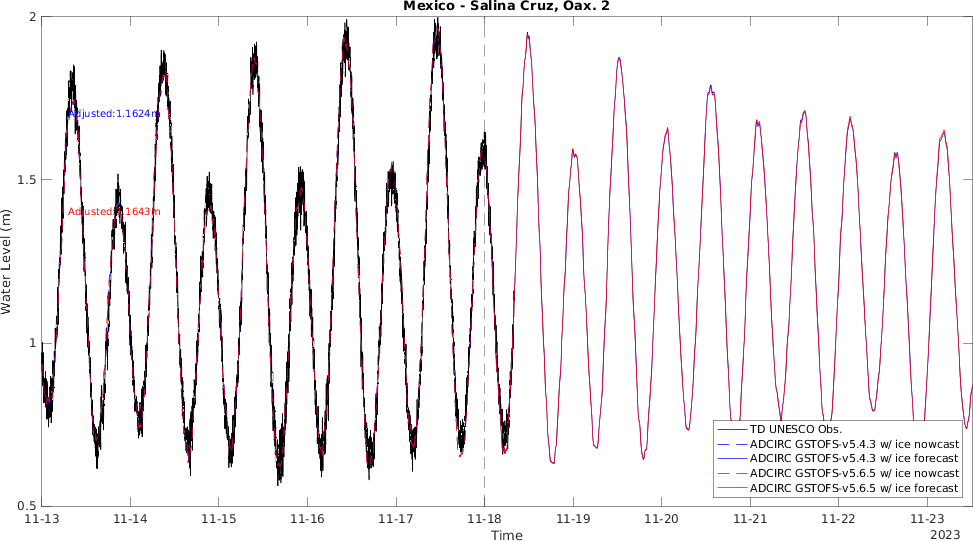 Mexico - Salina Cruz, Oax. 2
Water Level (m)
2
1.5
1
0.5
Adjusted:1.1624m
Adjusted:1.1643m
TD UNESCO Obs.
ADCIRC GSTOFS-v5.4.3 w/ ice nowcast
ADCIRC GSTOFS-v5.4.3 w/ ice forecast
ADCIRC GSTOFS-v5.6.5 w/ ice nowcast
ADCIRC GSTOFS-v5.6.5 w/ ice forecast
11-13 11-14 11-15 11-16 11-17 11-18 11-19 11-20 11-21 11-22 11-23
Time
2023